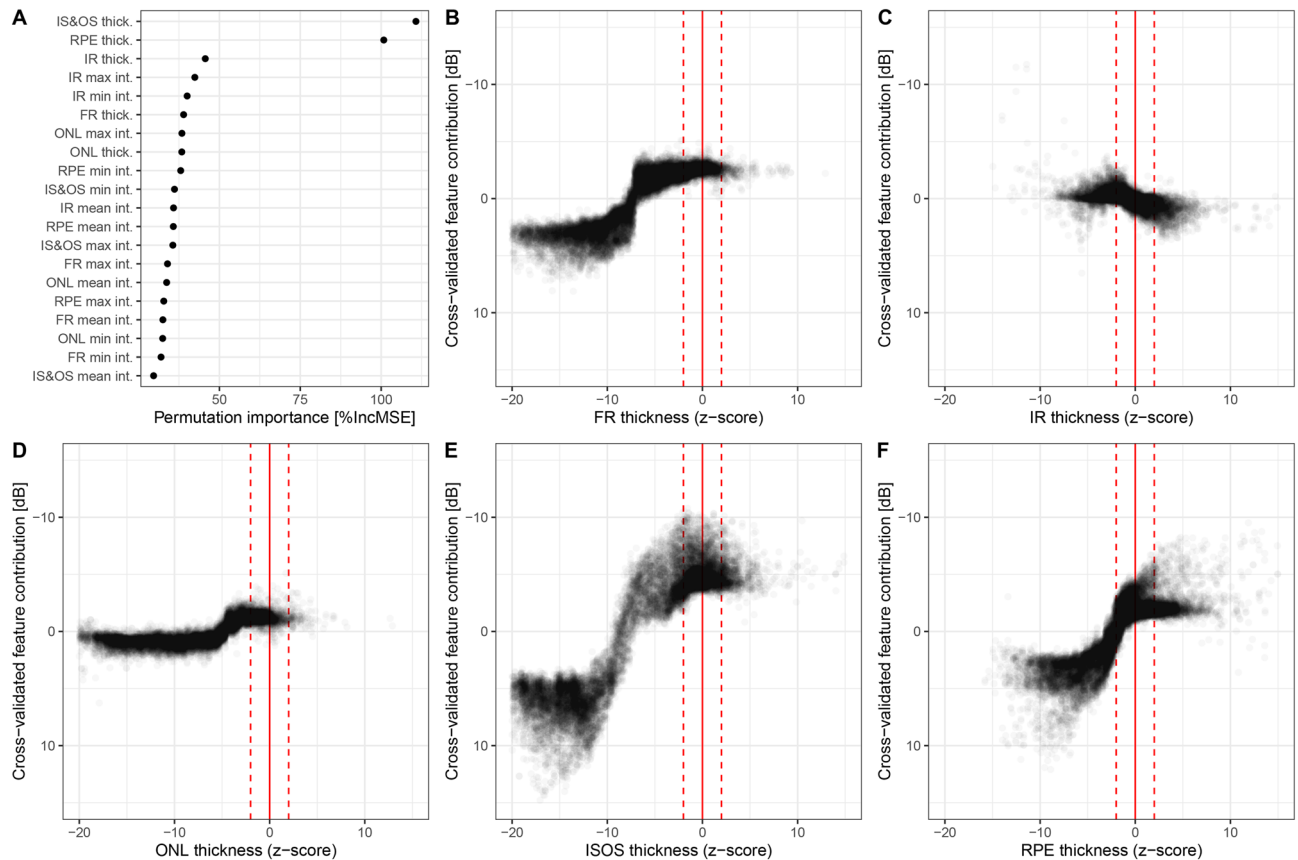 A
IS&OS thick.
RPE thick.
IR thick.
IR max int.
IR min int.
FR thick.
ONL max int.
ONL thick.
RPE min int.
IS&OS min int.
IR mean int.
RPE mean int.
IS&OS max int.
FR max int.
ONL mean int.
RPE max int.
FR mean int.
ONL min int.
FR min int.
IS&OS mean int.
50 75 100
Permutation importance [%IncMSE]
B
Cross−validated feature contribution [dB]
−10
0
10
−20 −10 0 10
FR thickness (z−score)
C
Cross−validated feature contribution [dB]
−10
0
10
−20 −10 0 10
IR thickness (z−score)
D
Cross−validated feature contribution [dB]
−10
0
10
−20 −10 0 10
ONL thickness (z−score)
E
Cross−validated feature contribution [dB]
−10
0
10
−20 −10 0 10
ISOS thickness (z−score)
F
Cross−validated feature contribution [dB]
−10
0
10
−20 −10 0 10
RPE thickness (z−score)